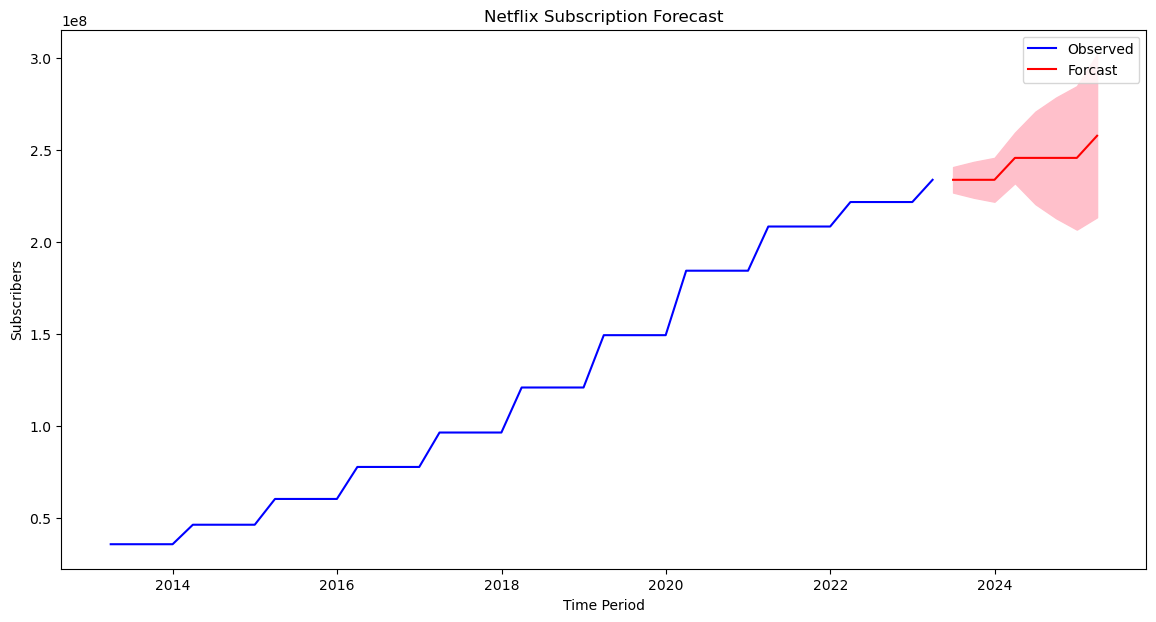 Netflix Subscription Forecast
1e8
Observed
Forcast
3.0
2.5
2.0
1.5
1.0
0.5
Subscribers
2014 2016 2018 2020 2022 2024
Time Period